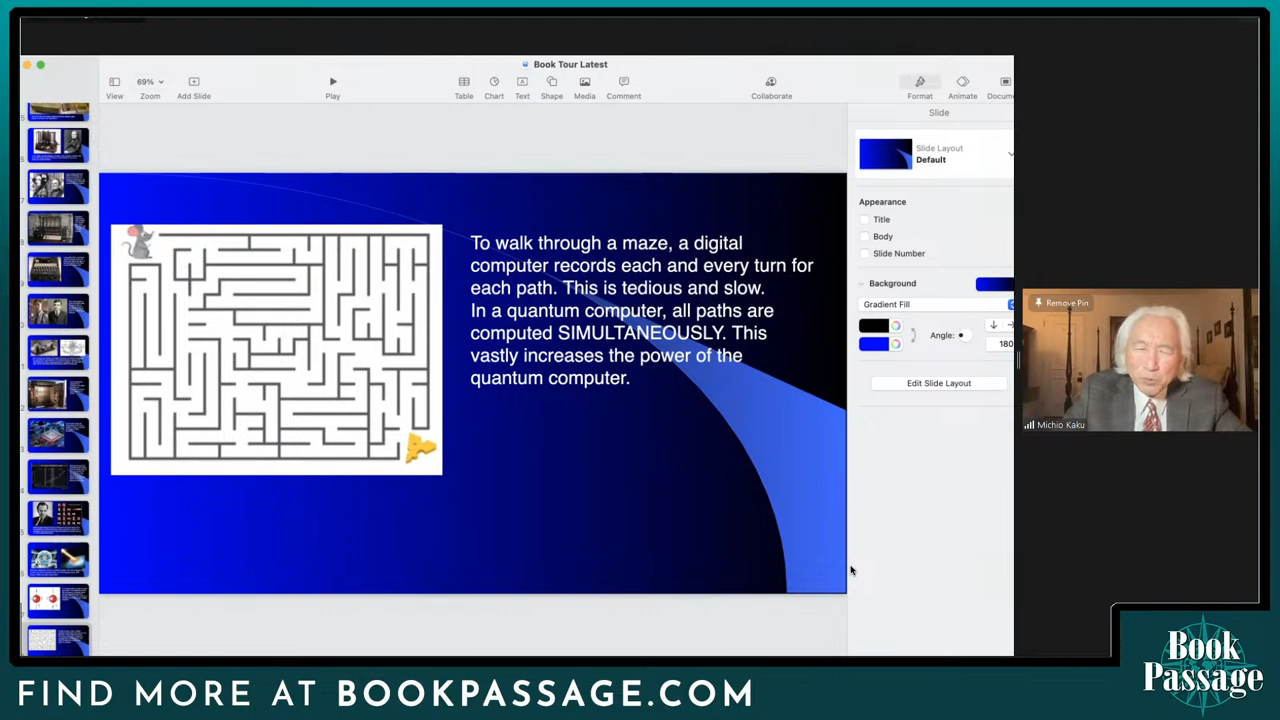 Book Tour Latest
View
69%
Zoom
Add Slide
Play
Table
Chart
Text
Shape
Media
Comment
Collaborate
Format
Animate
Docum
Slide
Slide Layout
Default
Appearance
Title
Body
Slide Number
Background
Gradient Fill
Angle:
180
Edit Slide Layout
To walk through a maze, a digital
computer records each and every turn for
each path. This is tedious and slow.
In a quantum computer, all paths are
computed SIMULTANEOUSLY. This
vastly increases the power of the
quantum computer.
Remove Pin
Michio Kaku
Book
Passage
FIND MORE AT BOOKPASSAGE.COM